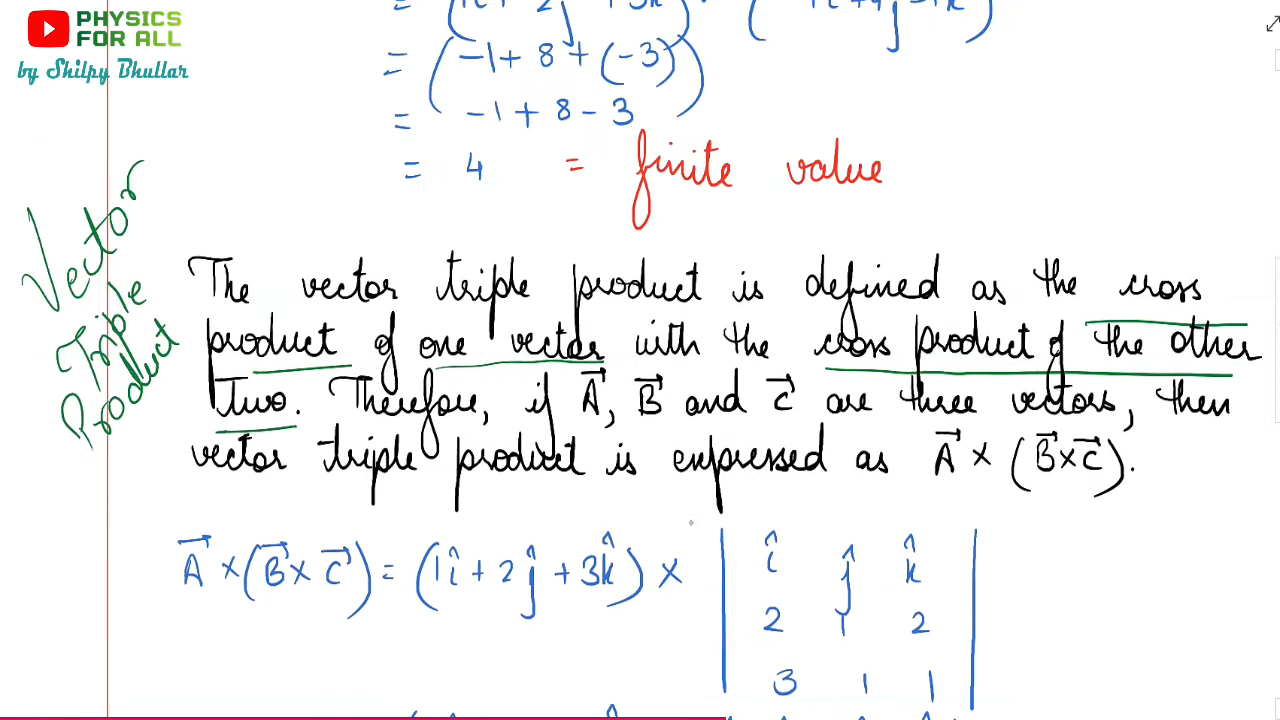 PHYSICS
FOR ALL
by Shilpy Bhullar
= (-1 + 8 + (-3))
= -1 + 8 - 3
= 4 = finite value
Vector
Triple
Product
The vector triple product is defined as the cross
product of one vector with the cross product of the other
two. Therefore, if A⃗, B⃗ and C⃗ are three vectors, then
vector triple product is expressed as A⃗ × (B⃗×C⃗).
A⃗ × (B⃗ × C⃗) = (1î + 2ĵ + 3k̂) × | î ĵ k̂ |
2 1 2
3 1 1